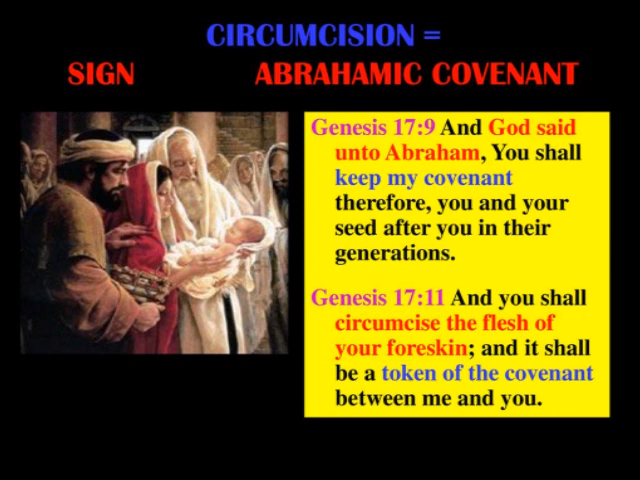 CIRCUMCISION =
SIGN ABRAHAMIC COVENANT
Genesis 17:9 And God said
unto Abraham, You shall
keep my covenant
therefore, you and your
seed after you in their
generations.
Genesis 17:11 And you shall
circumcise the flesh of
your foreskin; and it shall
be a token of the covenant
between me and you.